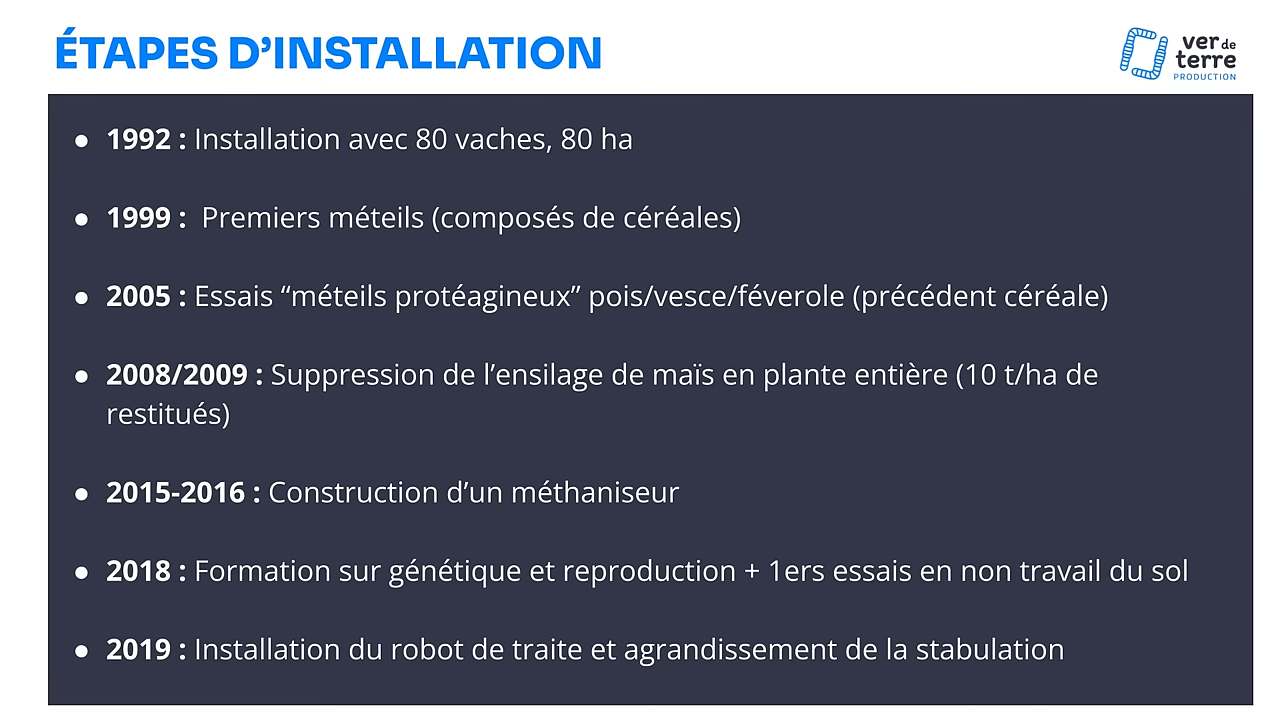 ÉTAPES D’INSTALLATION
ver de
terre
PRODUCTION
● 1992 : Installation avec 80 vaches, 80 ha
● 1999 : Premiers méteils (composés de céréales)
● 2005 : Essais “méteils protéagineux” pois/vesce/féverole (précédent céréale)
● 2008/2009 : Suppression de l’ensilage de maïs en plante entière (10 t/ha de
restitués)
● 2015-2016 : Construction d’un méthaniseur
● 2018 : Formation sur génétique et reproduction + 1ers essais en non travail du sol
● 2019 : Installation du robot de traite et agrandissement de la stabulation